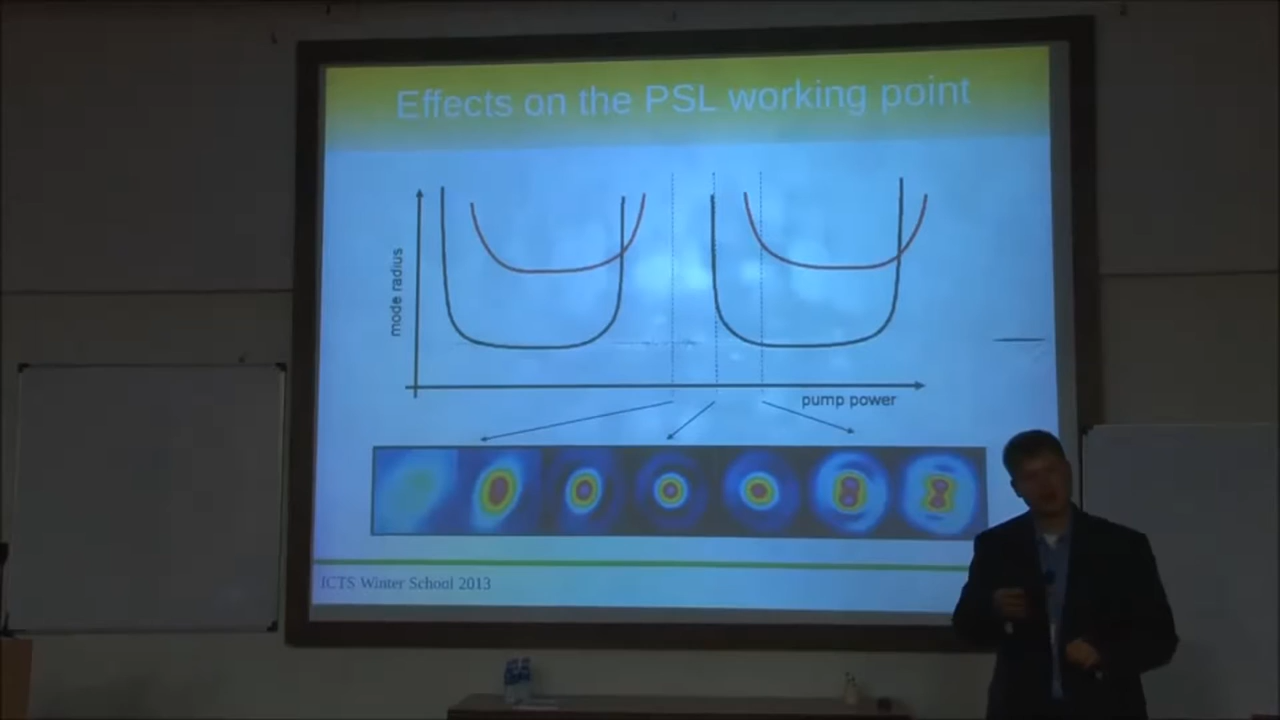 Effects on the PSL working point
mode radius
pump power
ICTS Winter School 2013